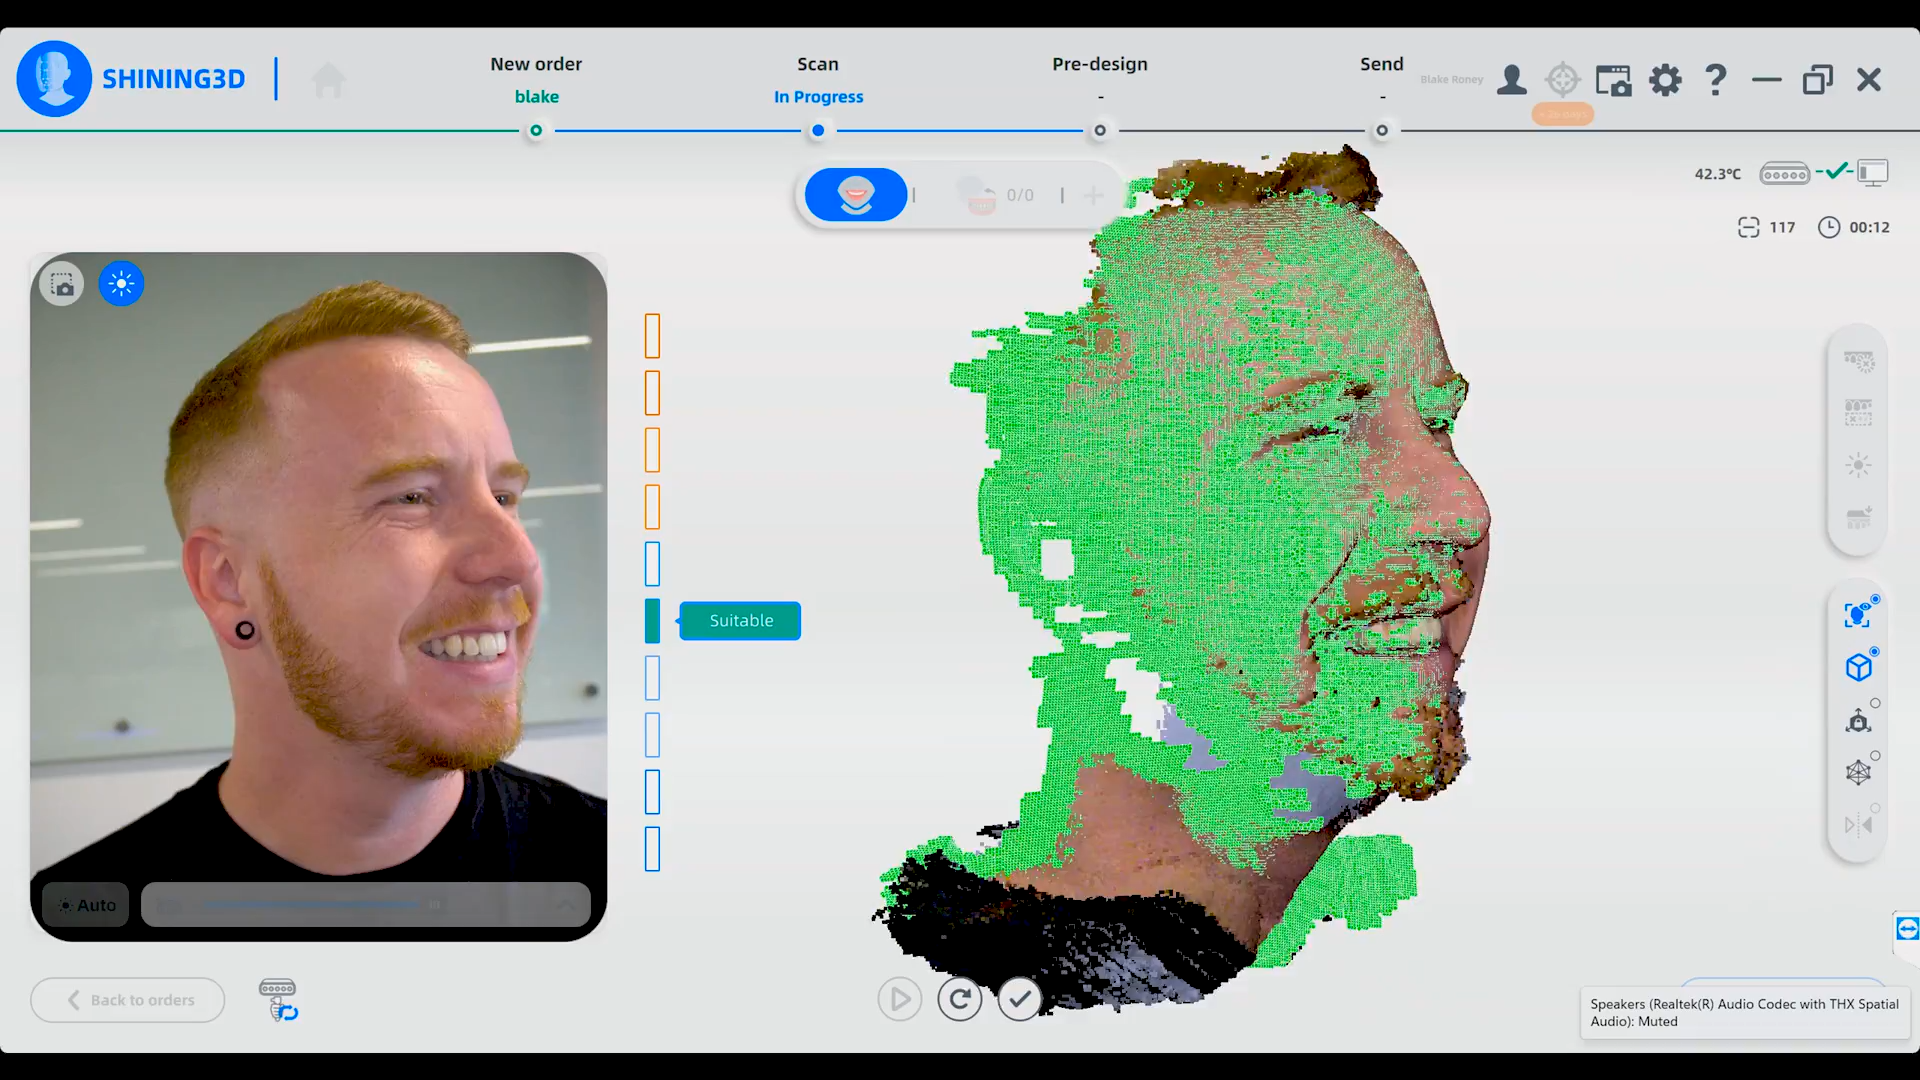 SHINING3D
New order
blake
Scan
In Progress
Pre-design
-
Send
-
Blake Roney
0/0
42.3°C
117
00:12
Suitable
Auto
Back to orders
Speakers (Realtek(R) Audio Codec with THX Spatial
Audio): Muted